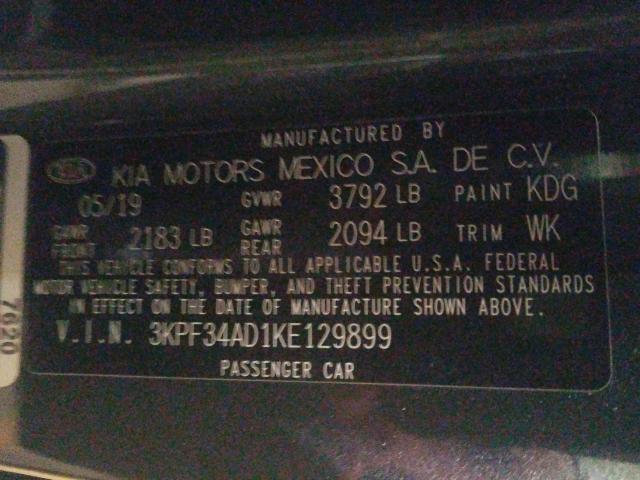 MANUFACTURED BY
KIA KIA MOTORS MEXICO S.A. DE C.V.
05/19 GVWR 3792 LB PAINT KDG
GAWR FRONT 2183 LB GAWR REAR 2094 LB TRIM WK
THIS VEHICLE CONFORMS TO ALL APPLICABLE U.S.A. FEDERAL
MOTOR VEHICLE SAFETY, BUMPER, AND THEFT PREVENTION STANDARDS
IN EFFECT ON THE DATE OF MANUFACTURE SHOWN ABOVE.
V.I.N. 3KPF34AD1KE129899
PASSENGER CAR
7620